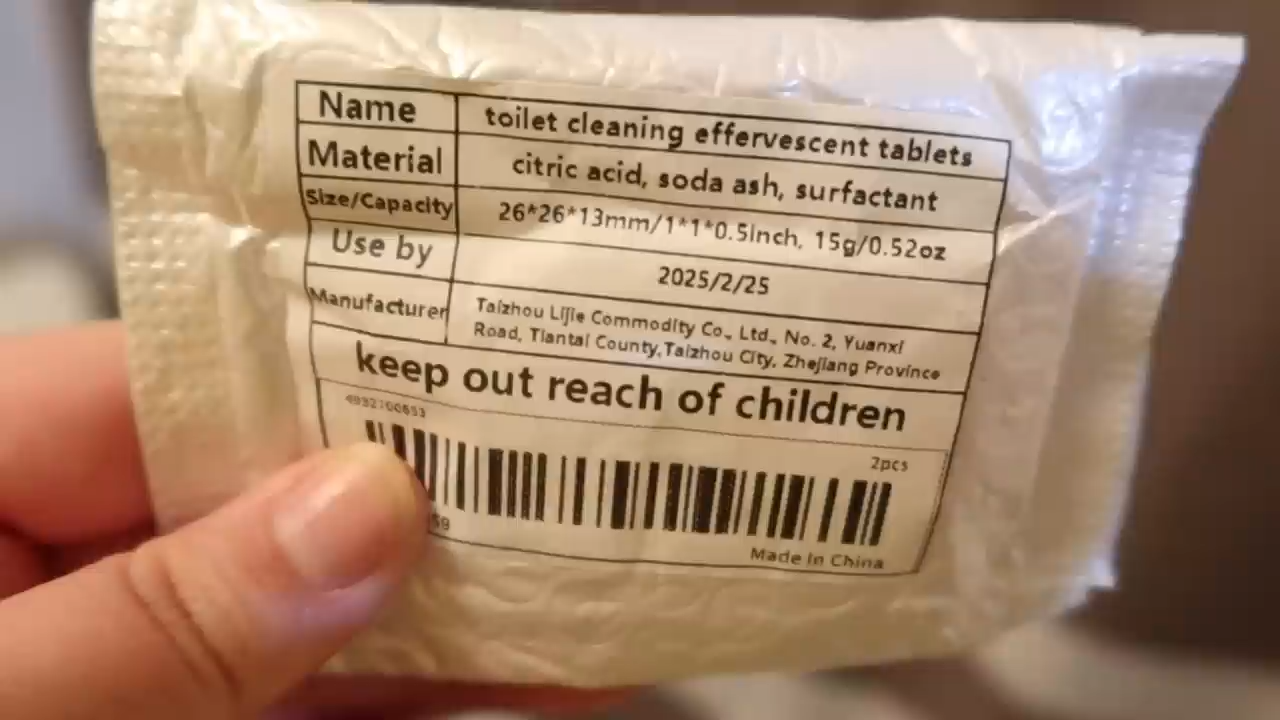 Name toilet cleaning effervescent tablets
Material citric acid, soda ash, surfactant
Size/Capacity 26*26*13mm/1*1*0.5inch, 15g/0.52oz
Use by 2025/2/25
Manufacturer Taizhou Lijie Commodity Co., Ltd., No. 2, Yuanxi
Road, Tiantai County,Taizhou City, Zhejiang Province
keep out reach of children
2pcs
59
Made in China